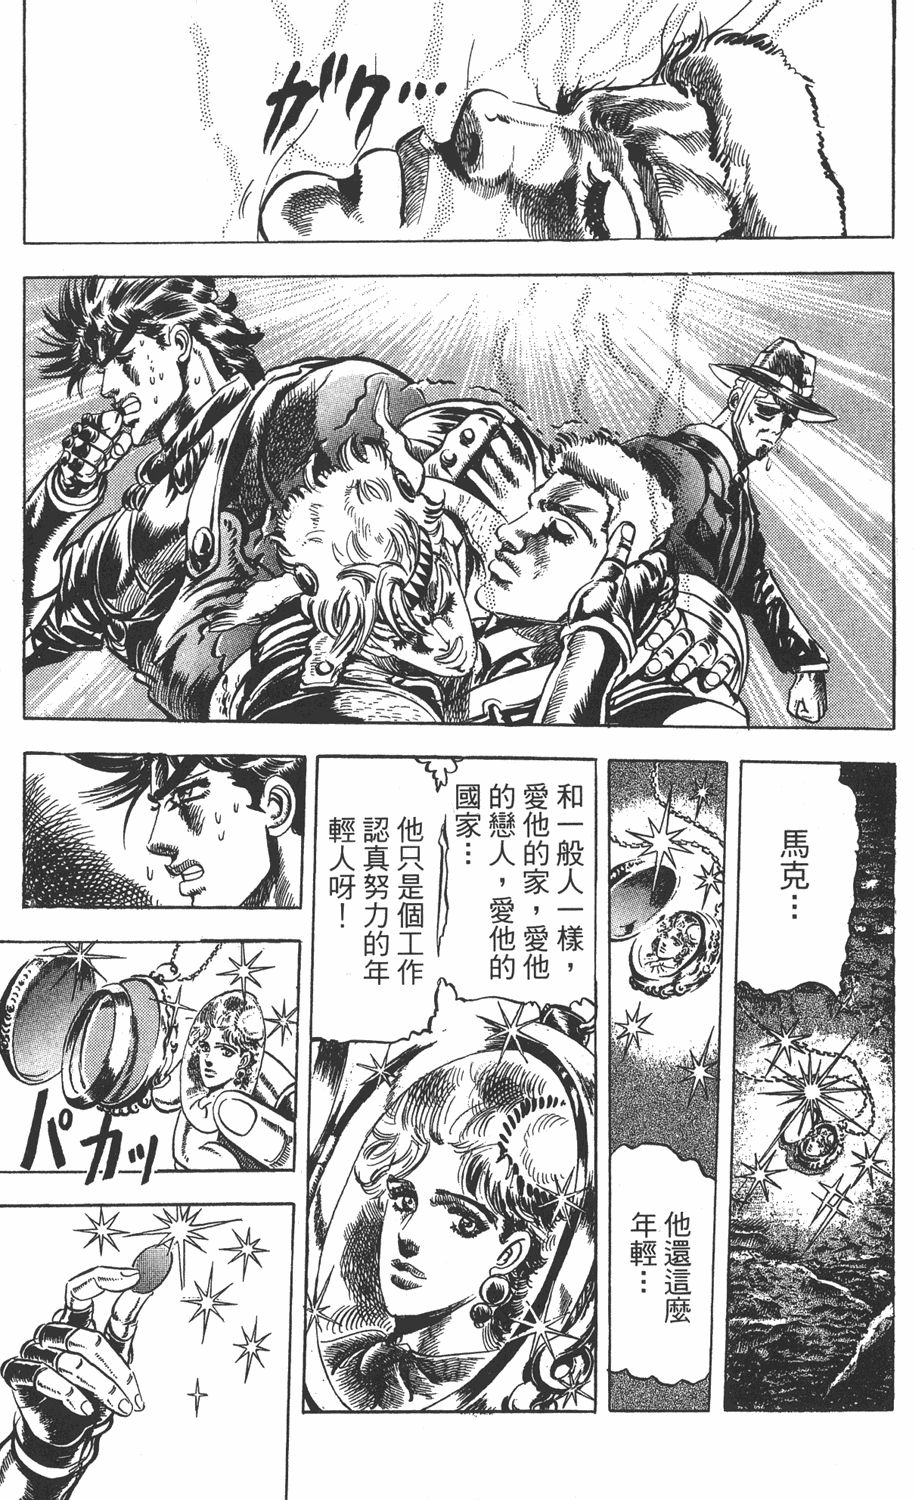 ガク…
馬克…
他還這麼
年輕…
和一般人一樣，
愛他的家，愛他
的戀人，愛他的
國家…
他只是個工作
認真努力的年
輕人呀！
パカッ